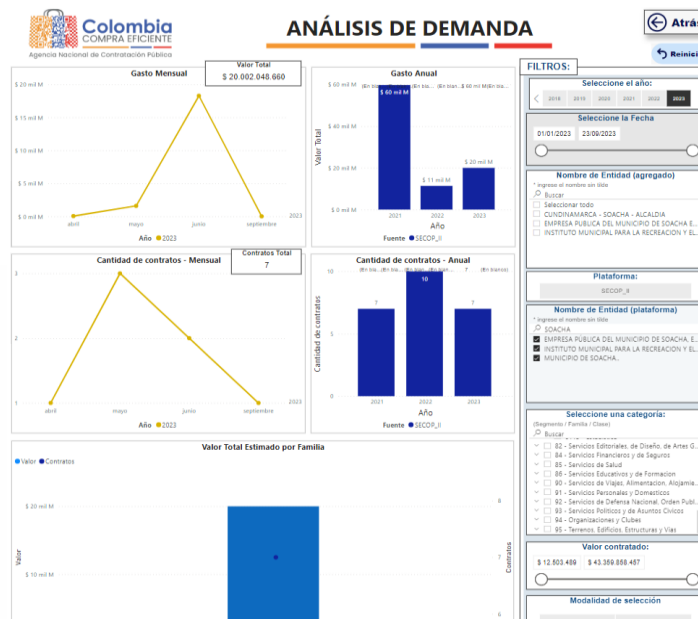 Colombia
COMPRA EFICIENTE
Agencia Nacional de Contratación Pública
ANÁLISIS DE DEMANDA
Atrás
Reinici
Gasto Mensual
Valor Total
$ 20.002.048.660
$ 20 mil M
$ 15 mil M
$ 10 mil M
$ 5 mil M
$ 0 mil M
abril
mayo
junio
septiembre
2023
Año 2023
Gasto Anual
$ 60 mil M
$ 40 mil M
$ 20 mil M
$ 0 mil M
Valor Total
$ 60 mil M
$ 11 mil M
$ 20 mil M
2021
2022
2023
Año
Fuente SECOP_II
Cantidad de contratos - Mensual
Contratos Total
7
3
2
1
abril
mayo
junio
septiembre
2023
Año 2023
Cantidad de contratos - Anual
7
(En blanco)
10
5
0
Cantidad de contratos
7
10
7
2021
2022
2023
Año
Fuente SECOP_II
Valor Total Estimado por Familia
Valor Contratos
$ 20 mil M
$ 10 mil M
Valor
8
7
6
Contratos
FILTROS:
Seleccione el año:
2018 2019 2020 2021 2022 2023
Seleccione la Fecha
01/01/2023 23/09/2023
Nombre de Entidad (agregado)
* ingrese el nombre sin tilde
Buscar
Seleccionar todo
CUNDINAMARCA - SOACHA - ALCALDIA
EMPRESA PUBLICA DEL MUNICIPIO DE SOACHA E...
INSTITUTO MUNICIPAL PARA LA RECREACION Y EL...
Plataforma:
SECOP_II
Nombre de Entidad (plataforma)
* ingrese el nombre sin tilde
SOACHA
EMPRESA PÚBLICA DEL MUNICIPIO DE SOACHA, E...
INSTITUTO MUNICIPAL PARA LA RECREACION Y EL...
MUNICIPIO DE SOACHA..
Seleccione una categoría:
(Segmento / Familia / Clase)
Buscar
82 - Servicios Editoriales, de Diseño, de Artes G...
84 - Servicios Financieros y de Seguros
85 - Servicios de Salud
86 - Servicios Educativos y de Formacion
90 - Servicios de Viajes, Alimentacion, Alojamie...
91 - Servicios Personales y Domesticos
92 - Servicios de Defensa Nacional, Orden Publ...
93 - Servicios Politicos y de Asuntos Civicos
94 - Organizaciones y Clubes
95 - Terrenos, Edificios, Estructuras y Vias
Valor contratado:
$ 12.503.489 $ 43.359.858.457
Modalidad de selección